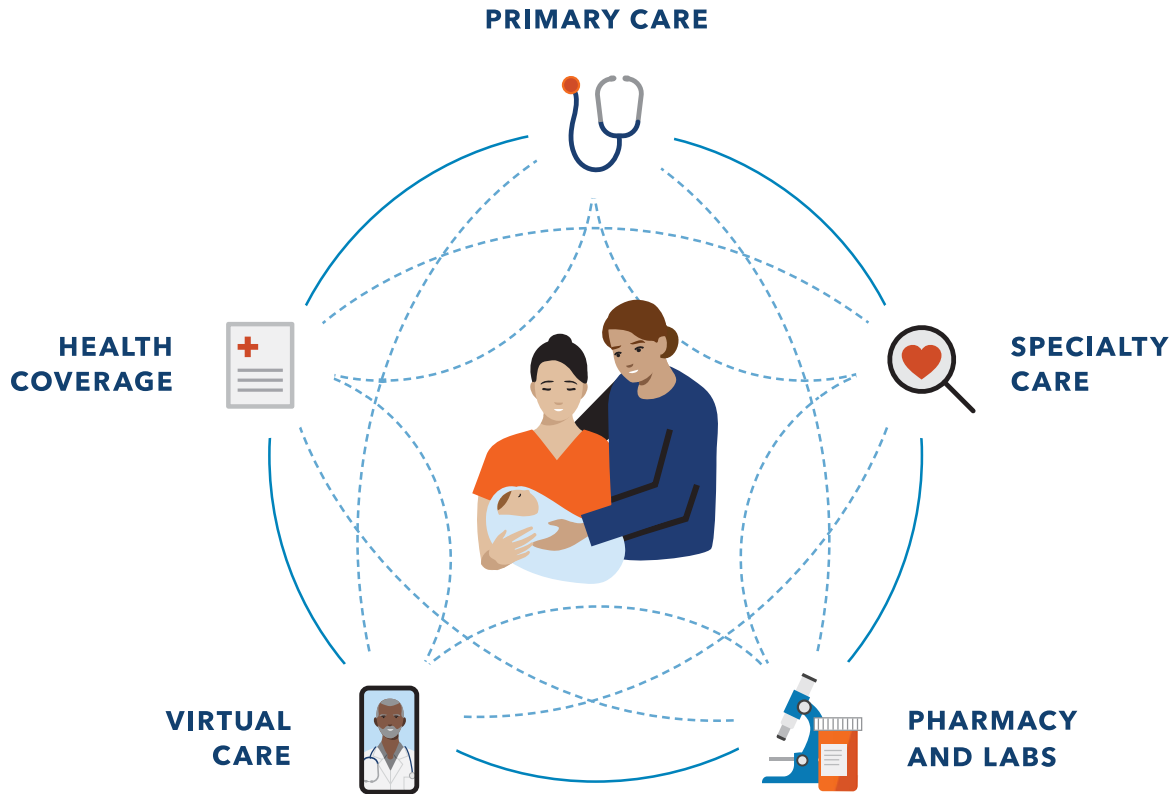 PRIMARY CARE
HEALTH
COVERAGE
SPECIALTY
CARE
VIRTUAL
CARE
PHARMACY
AND LABS